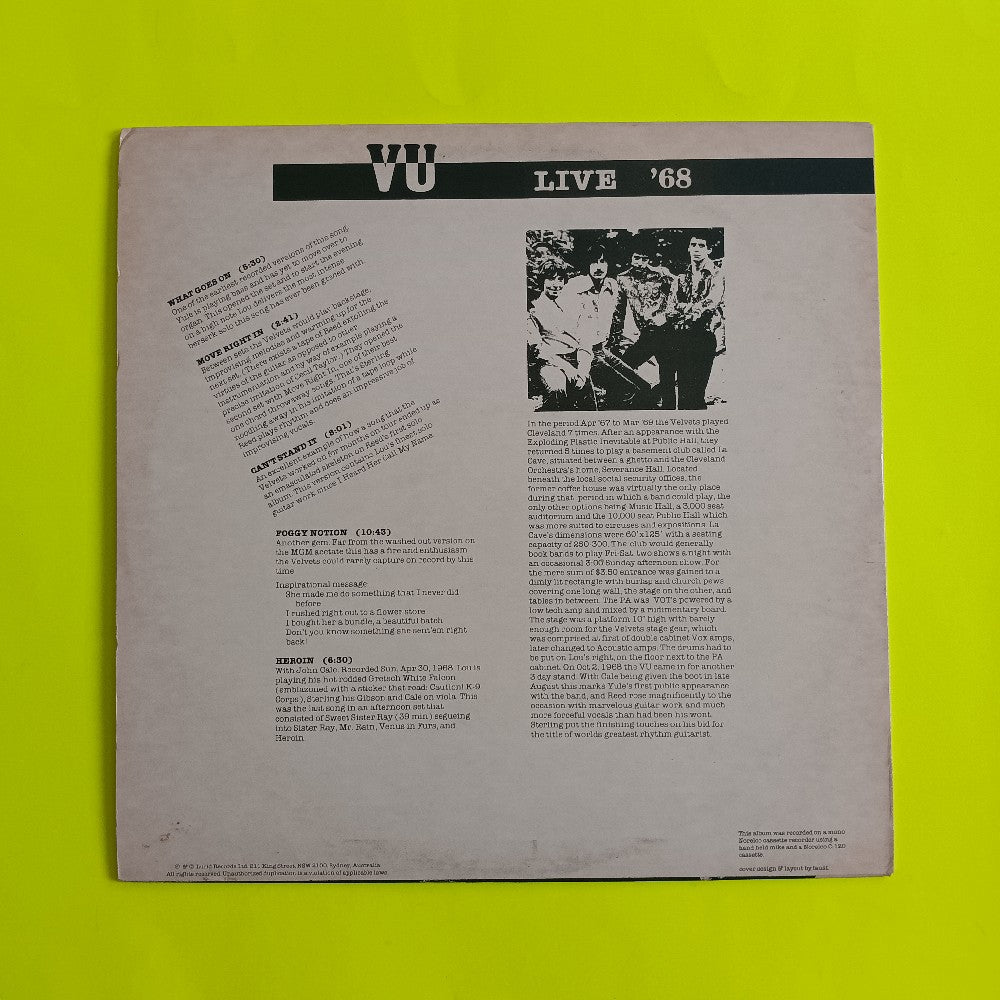 VU LIVE '68
WHAT GOES ON (5:30)
One of the earliest recorded versions of this song
Yule is playing bass and has yet to move over to
organ. This opened the set and so start the evening
on a high note Lou delivers the most intense
berserk solo this song has ever been graced with.
MOVE RIGHT IN (2:41)
Between sets the Velvets would play backstage,
improvising melodies and warming up for the
next set. (There exists a tape of Reed extolling the
virtues of the guitar as opposed to other
instrumentation and by way of example playing a
precise imitation of Cecil Taylor.) They opened the
second set with Move Right In, one of their best
one chord throwaway songs. That's Sterling
noodling away in his imitation of a tape loop while
Reed plays rhythm and does an impressive job of
improvising vocals.
CAN'T STAND IT (8:01)
An excellent example of how a song that the
Velvets worked on for months on tour ended up as
an emasculated skeleton on Reed's first solo
album. This version contains Lou's finest solo
guitar work since I Heard Her Call My Name.
FOGGY NOTION (10:43)
Another gem. Far from the washed out version on
the MGM acetate this has a fire and enthusiasm
the Velvets could rarely capture on record by this
time
Inspirational message:
She made me do something that I never did
before
I rushed right out to a flower store
I bought her a bundle, a beautiful batch
Don't you know something she sent'em right
back!
HEROIN (6:30)
With John Cale. Recorded Sun. Apr 30, 1968. Lou is
playing his hot rodded Gretsch White Falcon
(emblazoned with a sticker that read: Caution! K-9
Corps.), Sterling his Gibson and Cale on viola. This
was the last song in an afternoon set that
consisted of Sweet Sister Ray (39 min) segueing
into Sister Ray, Mr. Rain, Venus in Furs, and
Heroin.
In the period Apr '67 to Mar '69 the Velvets played
Cleveland 7 times. After an appearance with the
Exploding Plastic Inevitable at Public Hall, they
returned 5 times to play a basement club called La
Cave, situated between a ghetto and the Cleveland
Orchestra's home, Severance Hall. Located
beneath the local social security offices, the
former coffee house was virtually the only place
during that period in which a band could play, the
only other options being Music Hall, a 3,000 seat
auditorium and the 10,000 seat Public Hall which
was more suited to circuses and expositions. La
Cave's dimensions were 60'x125' with a seating
capacity of 250-300. The club would generally
book bands to play Fri-Sat. two shows a night with
an occasional 3:00 Sunday afternoon show. For
the mere sum of $3.50 entrance was gained to a
dimly lit rectangle with burlap and church pews
covering one long wall, the stage on the other, and
tables in between. The PA was VOT's powered by a
low tech amp and mixed by a rudimentary board.
The stage was a platform 10" high with barely
enough room for the Velvets stage gear, which
was comprised at first of double cabinet Vox amps,
later changed to Acoustic amps. The drums had to
be put on Lou's right, on the floor next to the PA
cabinet. On Oct 2, 1968 the VU came in for another
3 day stand. With Cale being given the boot in late
August this marks Yule's first public appearance
with the band, and Reed rose magnificently to the
occasion with marvelous guitar work and much
more forceful vocals than had been his wont.
Sterling put the finishing touches on his bid for
the title of worlds greatest rhythm guitarist.
This album was recorded on a mono
Norelco cassette recorder using a
hand held mike and a Norelco C 120
cassette.
cover design & layout by faust.
Records Ltd. 211 King Street, NSW 2100, Sydney, Australia
All rights reserved. Unauthorized duplication is a violation of applicable laws.